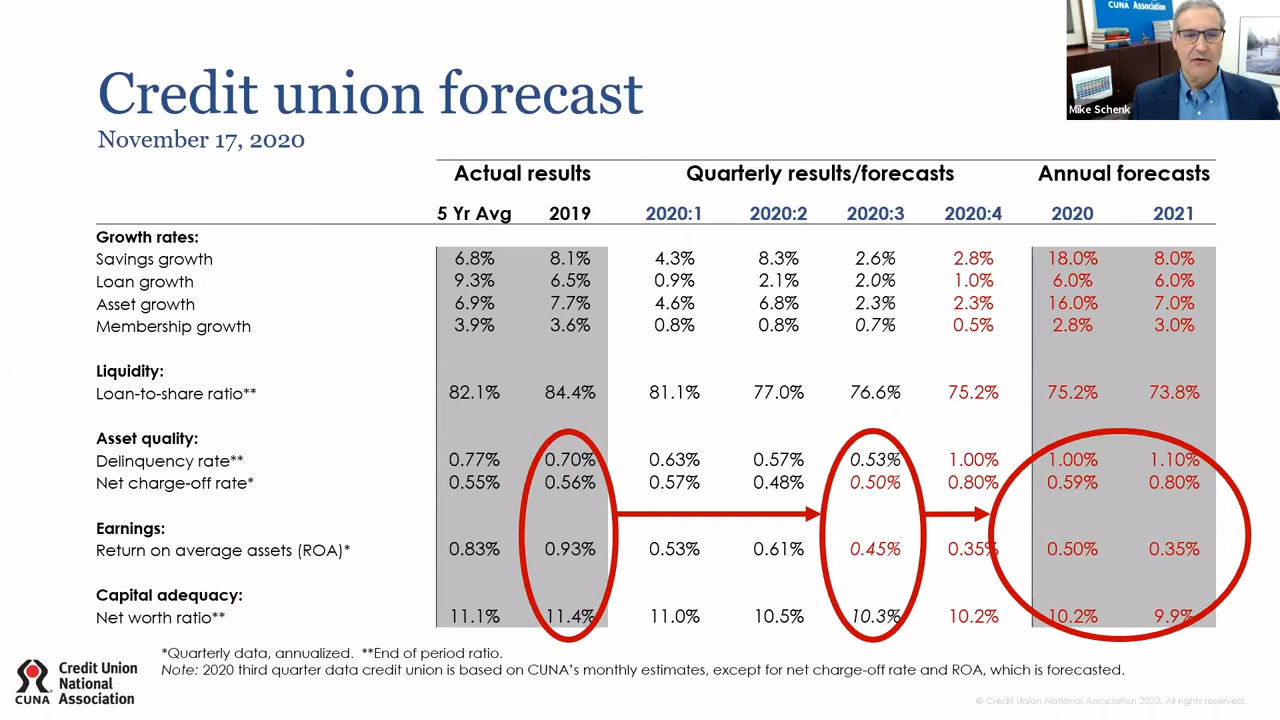 CUNA Association
Mike Schenk
Credit union forecast
November 17, 2020
Actual results Quarterly results/forecasts Annual forecasts
5 Yr Avg 2019 2020:1 2020:2 2020:3 2020:4 2020 2021
Growth rates:
Savings growth 6.8% 8.1% 4.3% 8.3% 2.6% 2.8% 18.0% 8.0%
Loan growth 9.3% 6.5% 0.9% 2.1% 2.0% 1.0% 6.0% 6.0%
Asset growth 6.9% 7.7% 4.6% 6.8% 2.3% 2.3% 16.0% 7.0%
Membership growth 3.9% 3.6% 0.8% 0.8% 0.7% 0.5% 2.8% 3.0%
Liquidity:
Loan-to-share ratio** 82.1% 84.4% 81.1% 77.0% 76.6% 75.2% 75.2% 73.8%
Asset quality:
Delinquency rate** 0.77% 0.70% 0.63% 0.57% 0.53% 1.00% 1.00% 1.10%
Net charge-off rate* 0.55% 0.56% 0.57% 0.48% 0.50% 0.80% 0.59% 0.80%
Earnings:
Return on average assets (ROA)* 0.83% 0.93% 0.53% 0.61% 0.45% 0.35% 0.50% 0.35%
Capital adequacy:
Net worth ratio** 11.1% 11.4% 11.0% 10.5% 10.3% 10.2% 10.2% 9.9%
*Quarterly data, annualized. **End of period ratio.
Note: 2020 third quarter data credit union is based on CUNA’s monthly estimates, except for net charge-off rate and ROA, which is forecasted.
Credit Union
National
CUNA Association
© Credit Union National Association 2020. All rights reserved.